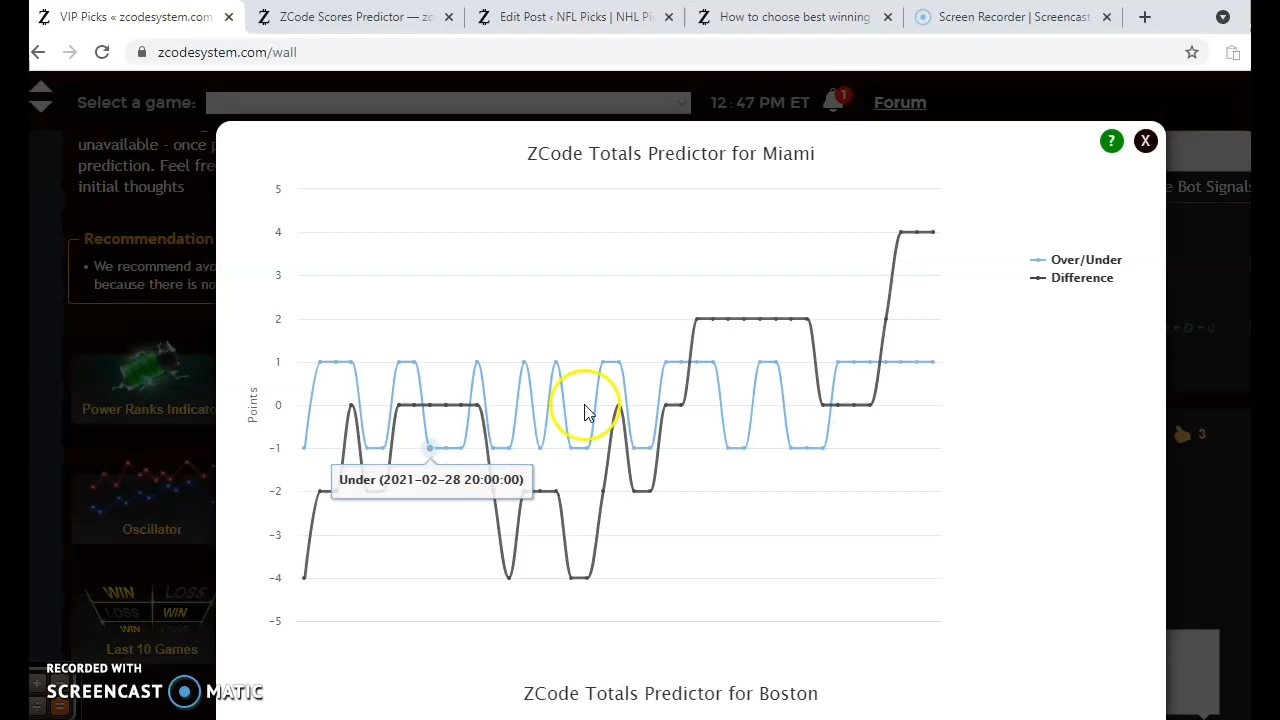 VIP Picks « zcodesystem.com
ZCode Scores Predictor — zc
Edit Post ‹ NFL Picks | NHL Pi
How to choose best winning
Screen Recorder | Screencast
zcodesystem.com/wall
Select a game:
12:47 PM ET
1
Forum
unavailable - once p
prediction. Feel fre
initial thoughts
Recommendation
• We recommend avo
because there is no
Power Ranks Indicato
Oscillator
WIN LOSS
LOSS WIN
WIN LOSS
Last 10 Games
RECORDED WITH
SCREENCAST MATIC
? X
e Bot Signals
3
ZCode Totals Predictor for Miami
5
4
3
2
1
0
-1
-2
-3
-4
-5
Points
Over/Under
Difference
Under (2021-02-28 20:00:00)
ZCode Totals Predictor for Boston